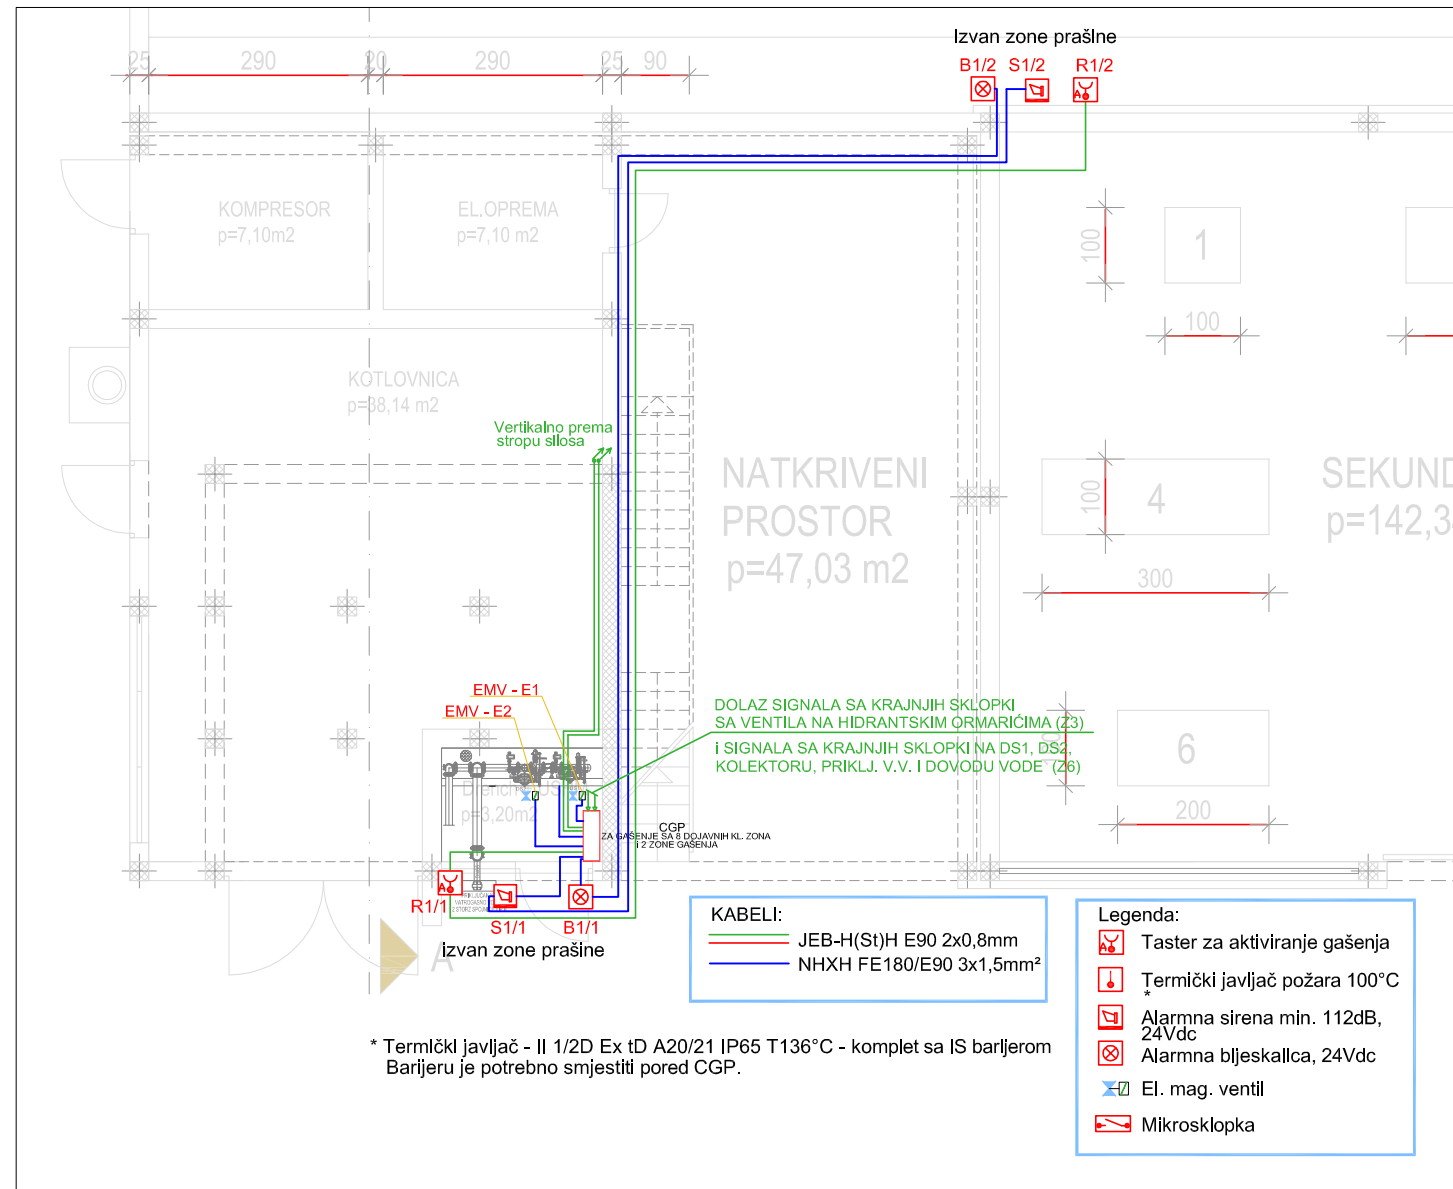 Izvan zone prašine
B1/2 S1/2 R1/2
25 290 20 290 25 90
KOMPRESOR
p=7,10m2
EL.OPREMA
p=7,10 m2
100
1
100
KOTLOVNICA
p=38,14 m2
Vertikalno prema
stropu silosa
NATKRIVENI
PROSTOR
p=47,03 m2
100
4
SEKUND
p=142,3
300
EMV - E1
EMV - E2
DOLAZ SIGNALA SA KRAJNJIH SKLOPKI
SA VENTILA NA HIDRANTSKIM ORMARIĆIMA (Z3)
i SIGNALA SA KRAJNJIH SKLOPKI NA DS1, DS2,
KOLEKTORU, PRIKLJ. V.V. I DOVODU VODE (Z6)
6
200
p=3,20m2
CGP
ZA GAŠENJE SA 8 DOJAVNIH KL. ZONA
i 2 ZONE GAŠENJA
R1/1
S1/1
B1/1
izvan zone prašine
A
KABELI:
JEB-H(St)H E90 2x0,8mm
NHXH FE180/E90 3x1,5mm²
Legenda:
Taster za aktiviranje gašenja
Termički javljač požara 100°C
*
Alarmna sirena min. 112dB,
24Vdc
Alarmna bljeskalica, 24Vdc
El. mag. ventil
Mikrosklopka
* Termički javljač - II 1/2D Ex tD A20/21 IP65 T136°C - komplet sa IS barijerom
Barijeru je potrebno smjestiti pored CGP.